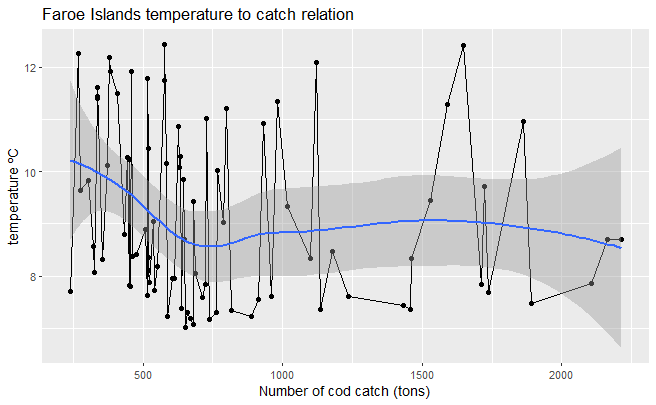 Faroe Islands temperature to catch relation
temperature ºC
12
10
8
500
1000
1500
2000
Number of cod catch (tons)